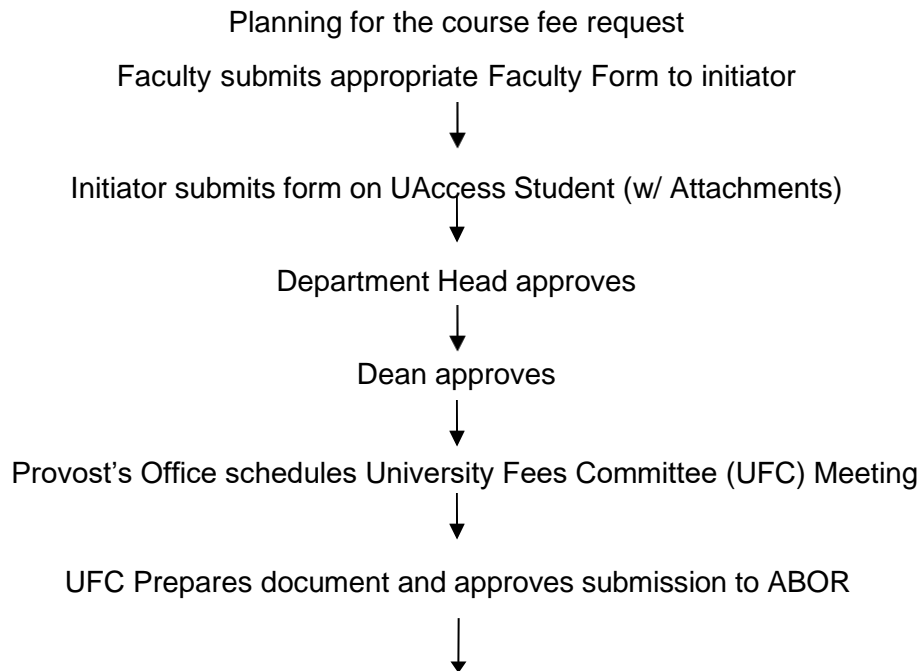 Planning for the course fee request
Faculty submits appropriate Faculty Form to initiator
Initiator submits form on UAccess Student (w/ Attachments)
Department Head approves
Dean approves
Provost’s Office schedules University Fees Committee (UFC) Meeting
UFC Prepares document and approves submission to ABOR